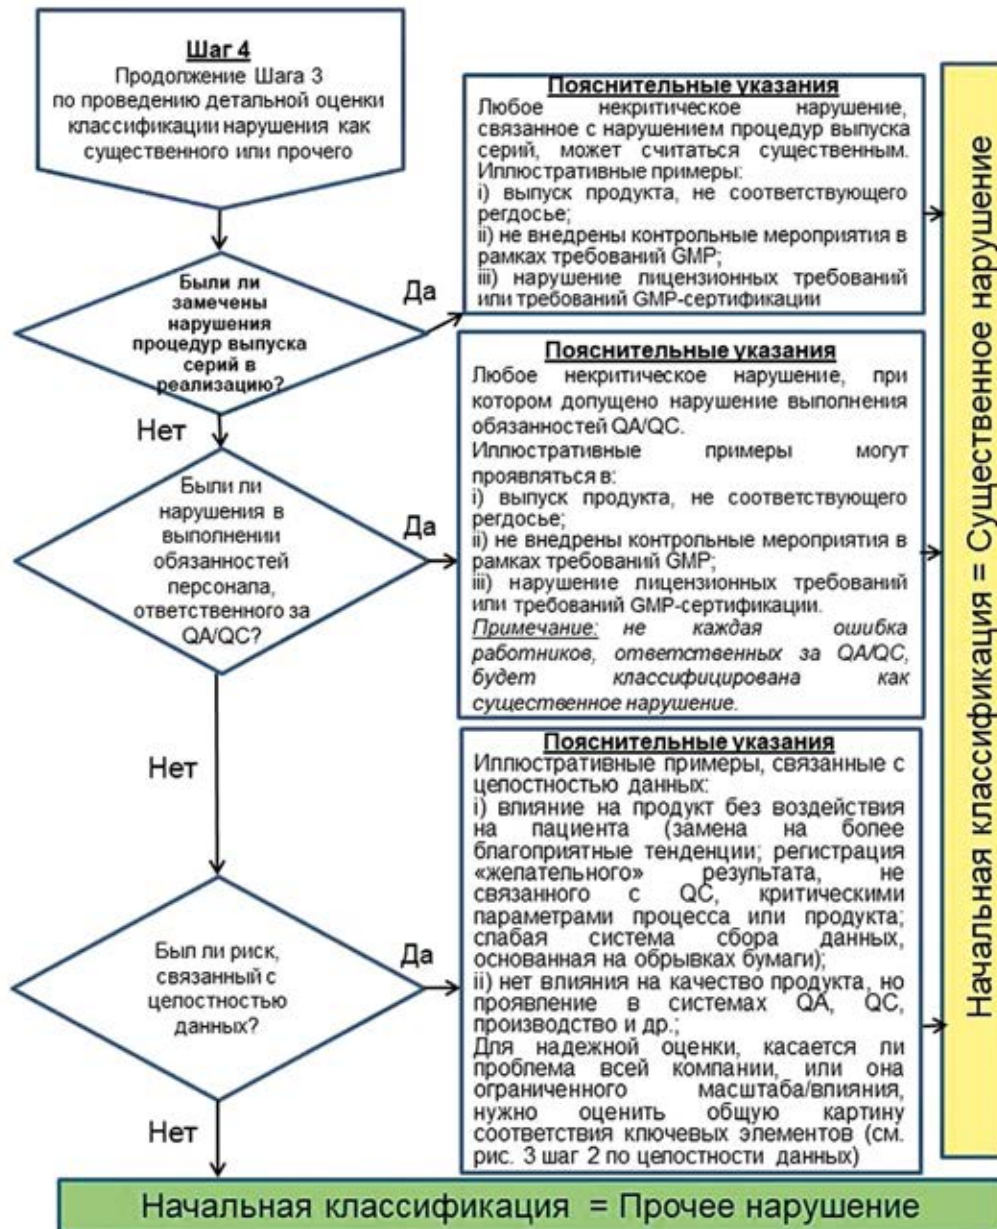 Шаг 4
Продолжение Шага 3
по проведению детальной оценки
классификации нарушения как
существенного или прочего
Пояснительные указания
Любое некритическое нарушение,
связанное с нарушением процедур выпуска
серий, может считаться существенным.
Иллюстративные примеры:
i) выпуск продукта, не соответствующего
регдосье;
ii) не внедрены контрольные мероприятия в
рамках требований GMP;
iii) нарушение лицензионных требований
или требований GMP-сертификации
Были ли
замечены
нарушения
процедур выпуска
серий в
реализацию?
Да
Нет
Пояснительные указания
Любое некритическое нарушение, при
котором допущено нарушение выполнения
обязанностей QA/QC.
Иллюстративные примеры могут
проявляться в:
i) выпуск продукта, не соответствующего
регдосье;
ii) не внедрены контрольные мероприятия в
рамках требований GMP;
iii) нарушение лицензионных требований
или требований GMP-сертификации.
Примечание: не каждая ошибка
работников, ответственных за QA/QC,
будет классифицирована как
существенное нарушение.
Были ли
нарушения в
выполнении
обязанностей
персонала,
ответственного за
QA/QC?
Да
Нет
Пояснительные указания
Иллюстративные примеры, связанные с
целостностью данных:
i) влияние на продукт без воздействия
на пациента (замена на более
благоприятные тенденции; регистрация
«желательного» результата, не
связанного с QC, критическими
параметрами процесса или продукта;
слабая система сбора данных,
основанная на обрывках бумаги);
ii) нет влияния на качество продукта, но
проявление в системах QA, QC,
производство и др.;
Для надежной оценки, касается ли
проблема всей компании, или она
ограниченного масштаба/влияния,
нужно оценить общую картину
соответствия ключевых элементов (см.
рис. 3 шаг 2 по целостности данных)
Был ли риск,
связанный с
целостностью
данных?
Да
Нет
Начальная классификация = Существенное нарушение
Начальная классификация = Прочее нарушение